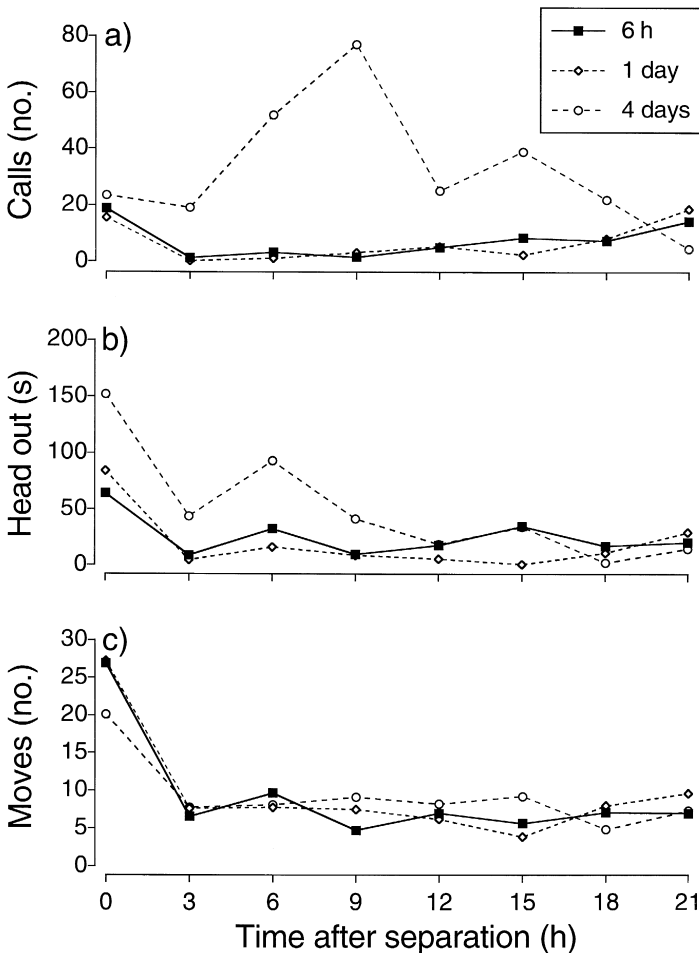 a)
6 h
1 day
4 days
Calls (no.)
80
60
40
20
0
b)
Head out (s)
200
150
100
50
0
c)
Moves (no.)
30
25
20
15
10
5
0
0 3 6 9 12 15 18 21
Time after separation (h)